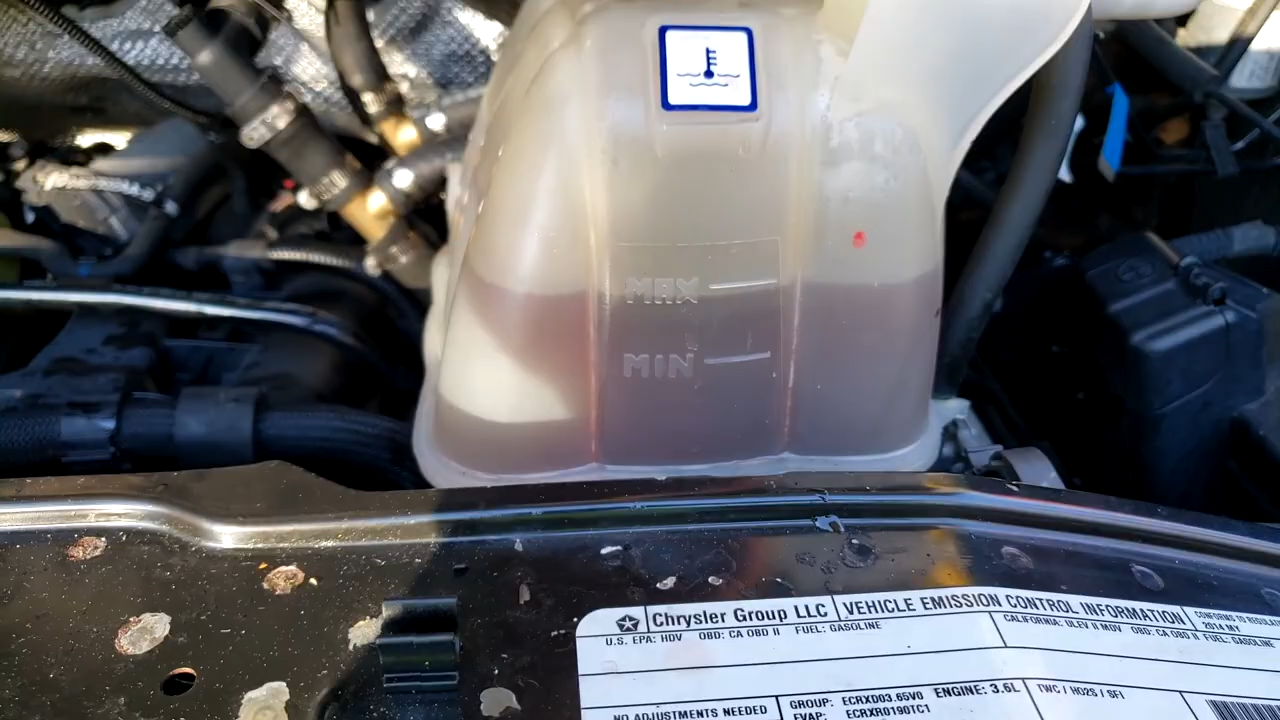 MAX
MIN
Chrysler Group LLC VEHICLE EMISSION CONTROL INFORMATION CONFORMS TO REGULATIONS
2014 MY
U.S. EPA: HDV OBD: CA OBD II FUEL: GASOLINE
CALIFORNIA: ULEV II MDV OBD: CA OBD II FUEL: GASOLINE
NO ADJUSTMENTS NEEDED
GROUP: ECRXD03.65V0 ENGINE: 3.6L
EVAP: ECRXR0190TC1
TWC / HO2S / SFI